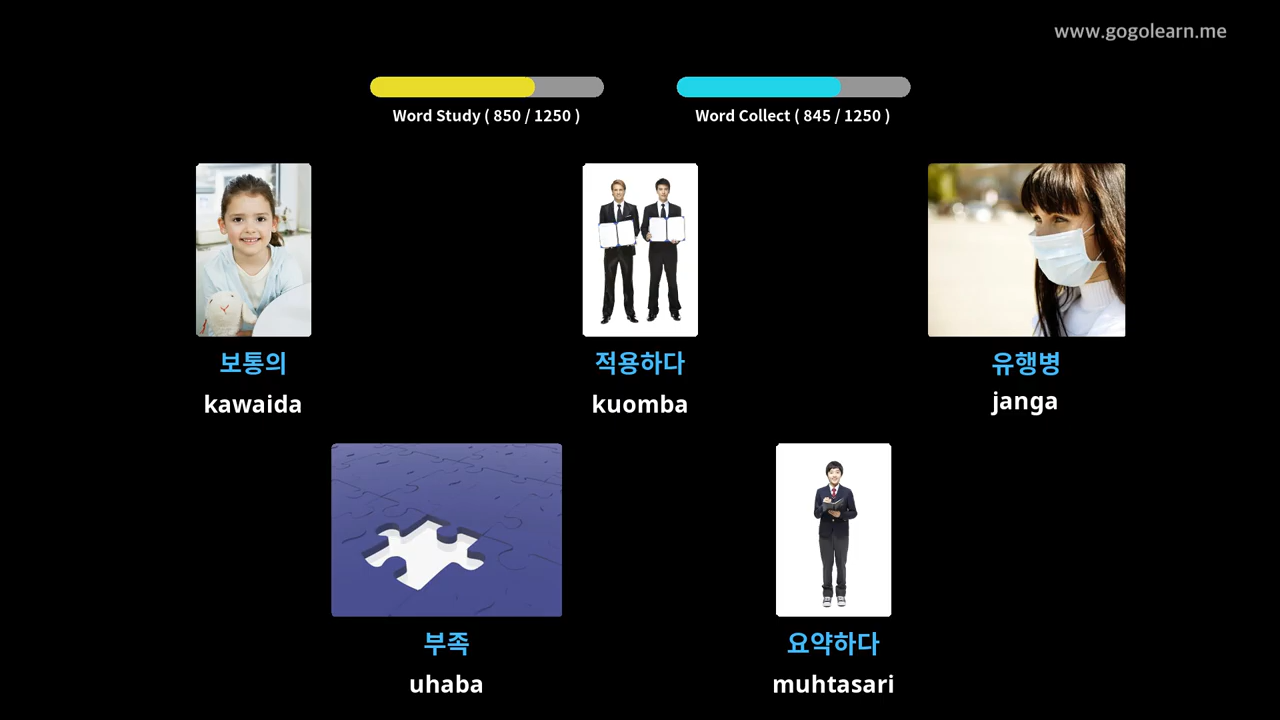 www.gogolearn.me
Word Study ( 850 / 1250 )
Word Collect ( 845 / 1250 )
보통의
kawaida
적용하다
kuomba
유행병
janga
부족
uhaba
요약하다
muhtasari